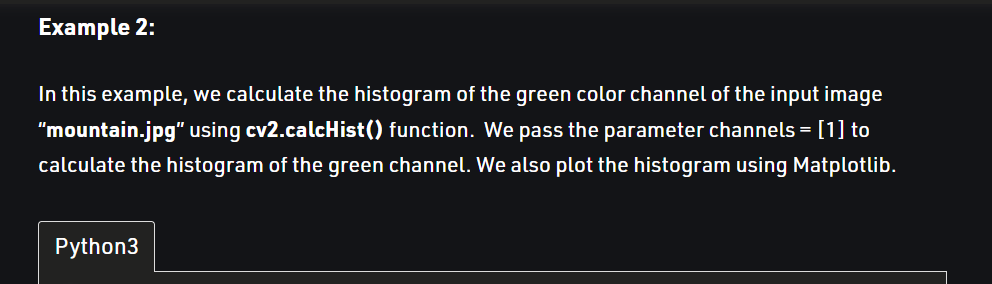 Example 2:
In this example, we calculate the histogram of the green color channel of the input image
“mountain.jpg” using cv2.calcHist() function.  We pass the parameter channels = [1] to
calculate the histogram of the green channel. We also plot the histogram using Matplotlib.
Python3